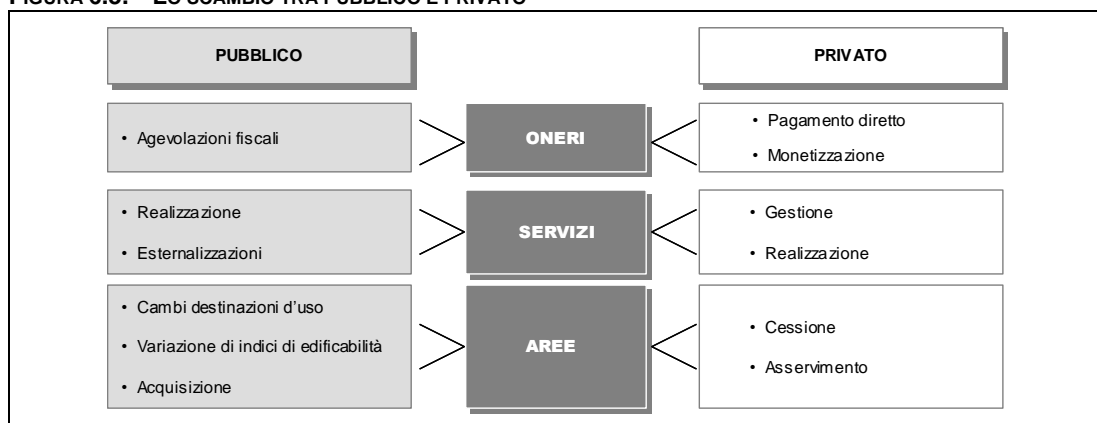 PUBBLICO
PRIVATO
• Agevolazioni fiscali
ONERI
• Pagamento diretto
• Monetizzazione
• Realizzazione
• Esternalizzazioni
SERVIZI
• Gestione
• Realizzazione
• Cambi destinazioni d'uso
• Variazione di indici di edificabilità
• Acquisizione
AREE
• Cessione
• Asservimento